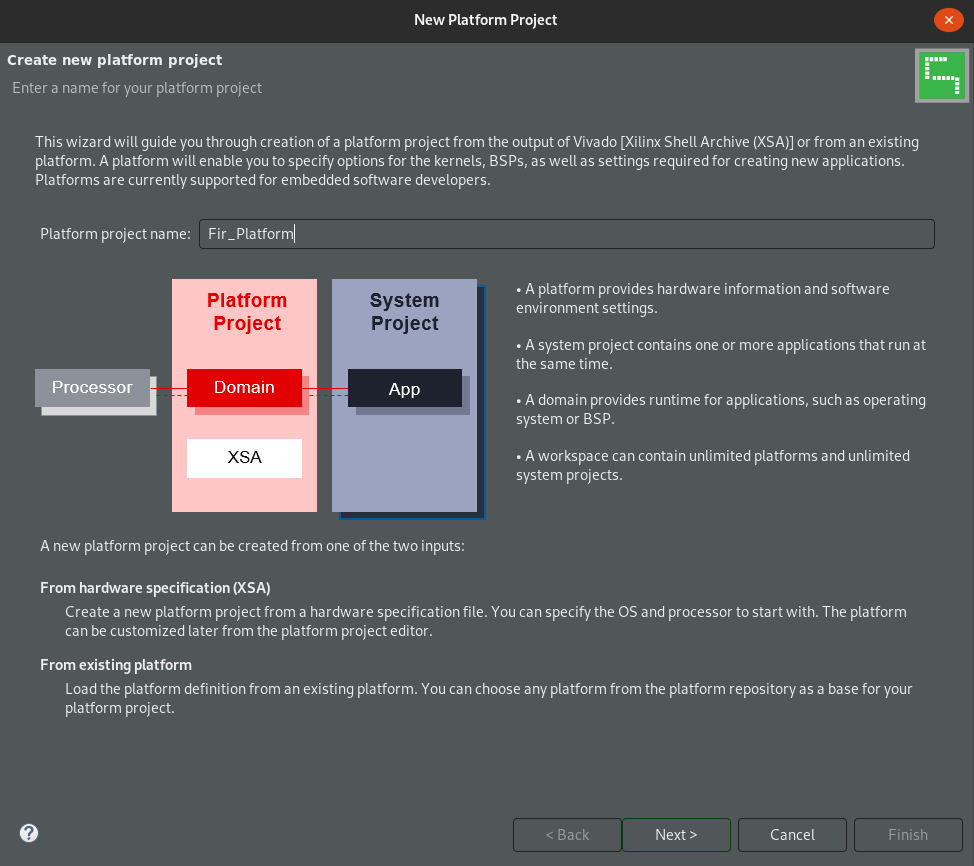 New Platform Project
Create new platform project
Enter a name for your platform project
This wizard will guide you through creation of a platform project from the output of Vivado [Xilinx Shell Archive (XSA)] or from an existing
platform. A platform will enable you to specify options for the kernels, BSPs, as well as settings required for creating new applications.
Platforms are currently supported for embedded software developers.
Platform project name: Fir_Platform
Platform
Project
System
Project
Processor
Domain
App
XSA
• A platform provides hardware information and software
environment settings.
• A system project contains one or more applications that run at
the same time.
• A domain provides runtime for applications, such as operating
system or BSP.
• A workspace can contain unlimited platforms and unlimited
system projects.
A new platform project can be created from one of the two inputs:
From hardware specification (XSA)
Create a new platform project from a hardware specification file. You can specify the OS and processor to start with. The platform
can be customized later from the platform project editor.
From existing platform
Load the platform definition from an existing platform. You can choose any platform from the platform repository as a base for your
platform project.
?
< Back
Next >
Cancel
Finish